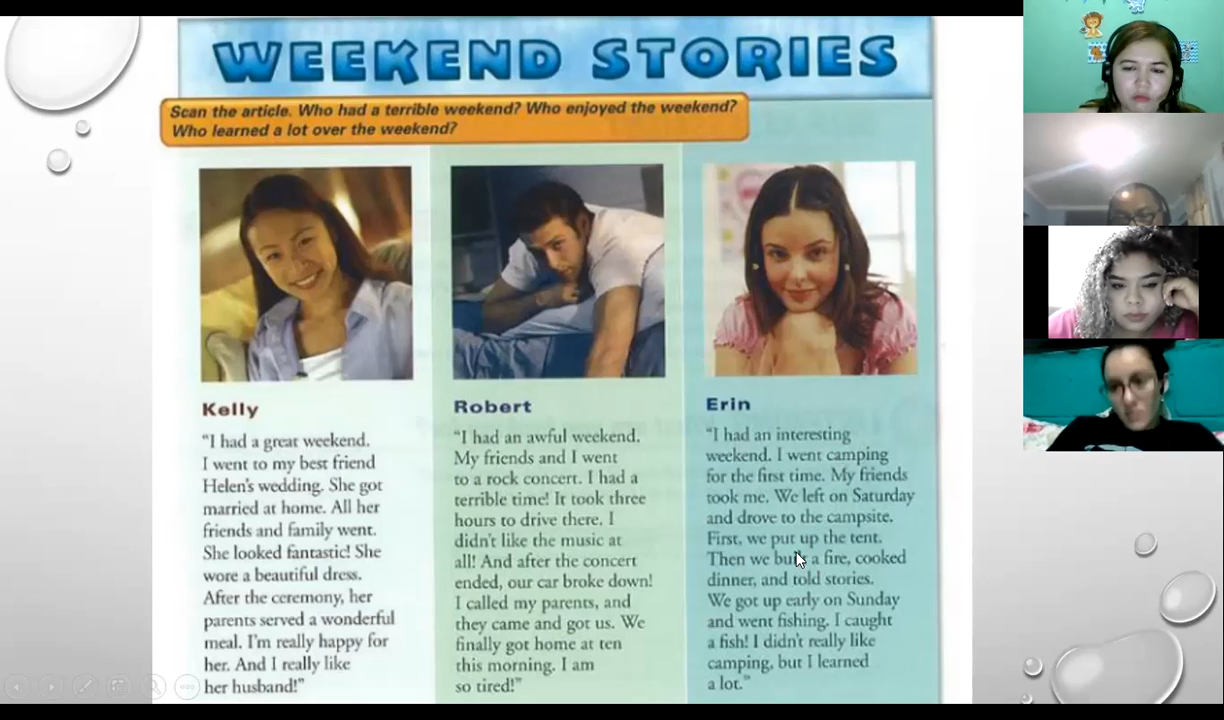 WEEKEND STORIES
Scan the article. Who had a terrible weekend? Who enjoyed the weekend?
Who learned a lot over the weekend?
Kelly
"I had a great weekend.
I went to my best friend
Helen's wedding. She got
married at home. All her
friends and family went.
She looked fantastic! She
wore a beautiful dress.
After the ceremony, her
parents served a wonderful
meal. I'm really happy for
her. And I really like
her husband!"
Robert
"I had an awful weekend.
My friends and I went
to a rock concert. I had a
terrible time! It took three
hours to drive there. I
didn't like the music at
all! And after the concert
ended, our car broke down!
I called my parents, and
they came and got us. We
finally got home at ten
this morning. I am
so tired!"
Erin
"I had an interesting
weekend. I went camping
for the first time. My friends
took me. We left on Saturday
and drove to the campsite.
First, we put up the tent.
Then we built a fire, cooked
dinner, and told stories.
We got up early on Sunday
and went fishing. I caught
a fish! I didn't really like
camping, but I learned
a lot."